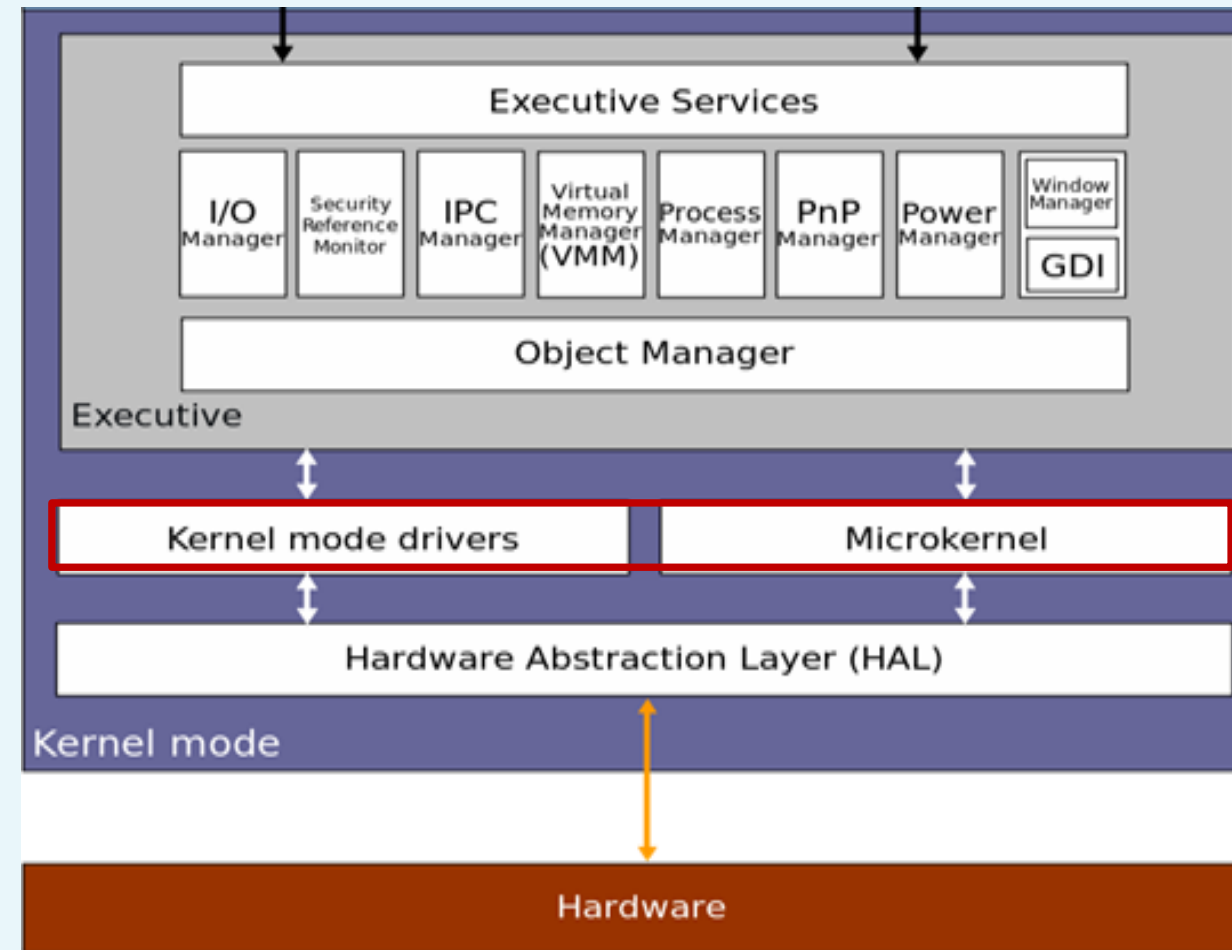 Executive Services
I/O
Manager
Security
Reference
Monitor
IPC
Manager
Virtual
Memory
Manager
(VMM)
Process
Manager
PnP
Manager
Power
Manager
Window
Manager
GDI
Object Manager
Executive
Kernel mode drivers
Microkernel
Hardware Abstraction Layer (HAL)
Kernel mode
Hardware